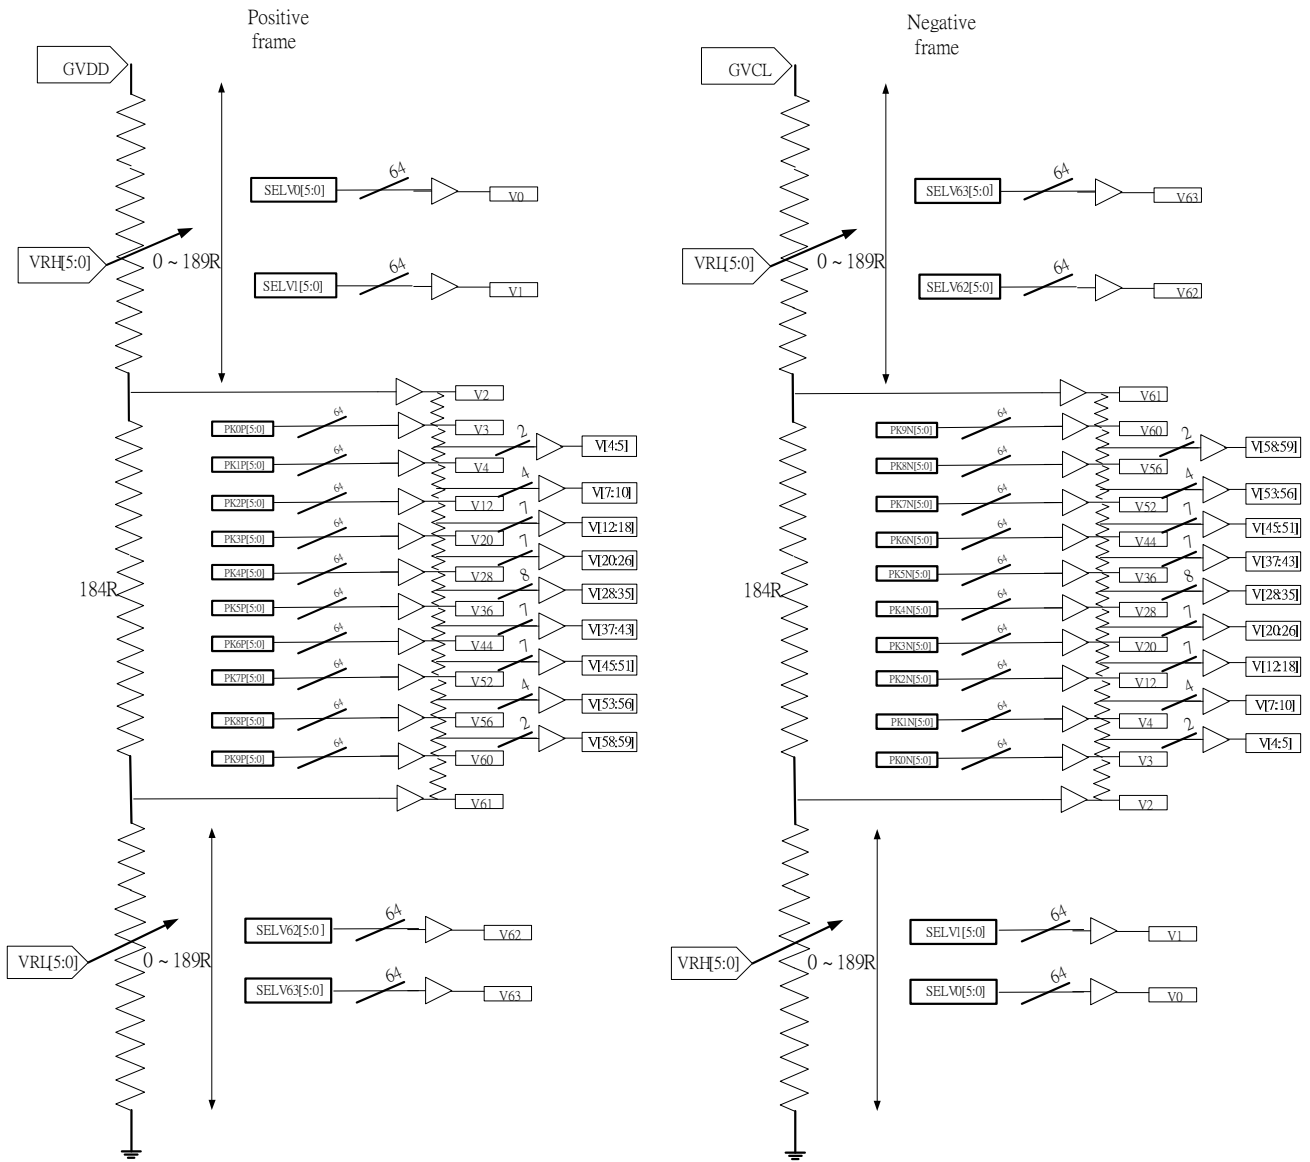 Positive
frame
GVDD
SELV0[5:0]
64
V0
VRH[5:0]
0 ~ 189R
SELV1[5:0]
64
V1
V2
PK0P[5:0]
64
V3
2
V[4:5]
PK1P[5:0]
64
V4
4
V[7:10]
PK2P[5:0]
64
V12
7
V[12:18]
PK3P[5:0]
64
V20
7
V[20:26]
184R
PK4P[5:0]
64
V28
8
V[28:35]
PK5P[5:0]
64
V36
7
V[37:43]
PK6P[5:0]
64
V44
7
V[45:51]
PK7P[5:0]
64
V52
4
V[53:56]
PK8P[5:0]
64
V56
2
V[58:59]
PK9P[5:0]
64
V60
V61
SELV62[5:0]
64
V62
VRL[5:0]
0 ~ 189R
SELV63[5:0]
64
V63
Negative
frame
GVCL
SELV63[5:0]
64
V63
VRL[5:0]
0 ~ 189R
SELV62[5:0]
64
V62
V61
PK9N[5:0]
64
V60
2
V[58:59]
PK8N[5:0]
64
V56
4
V[53:56]
PK7N[5:0]
64
V52
7
V[45:51]
PK6N[5:0]
64
V44
7
V[37:43]
184R
PK5N[5:0]
64
V36
8
V[28:35]
PK4N[5:0]
64
V28
7
V[20:26]
PK3N[5:0]
64
V20
7
V[12:18]
PK2N[5:0]
64
V12
4
V[7:10]
PK1N[5:0]
64
V4
2
V[4:5]
PK0N[5:0]
64
V3
V2
SELV1[5:0]
64
V1
VRH[5:0]
0 ~ 189R
SELV0[5:0]
64
V0